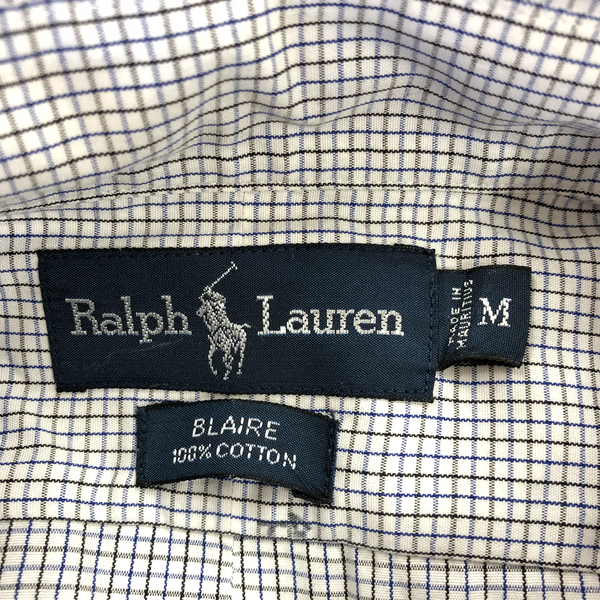 Ralph Lauren
MADE IN
MAURITIUS
M
BLAIRE
100% COTTON